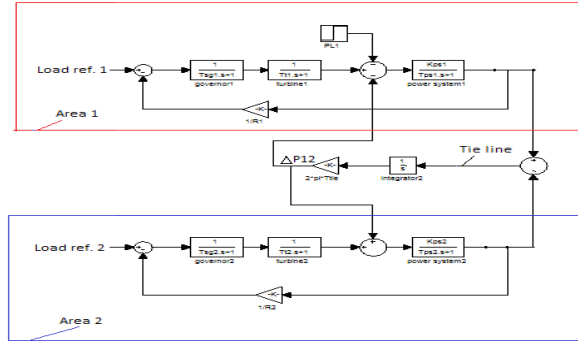 PL1
Load ref. 1
1
Tsg1.s=1
governor1
1
Tt1.s=1
turbine1
Kps1
Tps1.s=1
power system1
-K-
1/R1
Area 1
P12
-K-
2*pi*Ttie
1
s
integrator2
Tie line
Load ref. 2
1
Tsg2.s=1
governor2
1
Tt2.s=1
turbine2
Kps2
Tps2.s=1
power system2
-K-
1/R2
Area 2